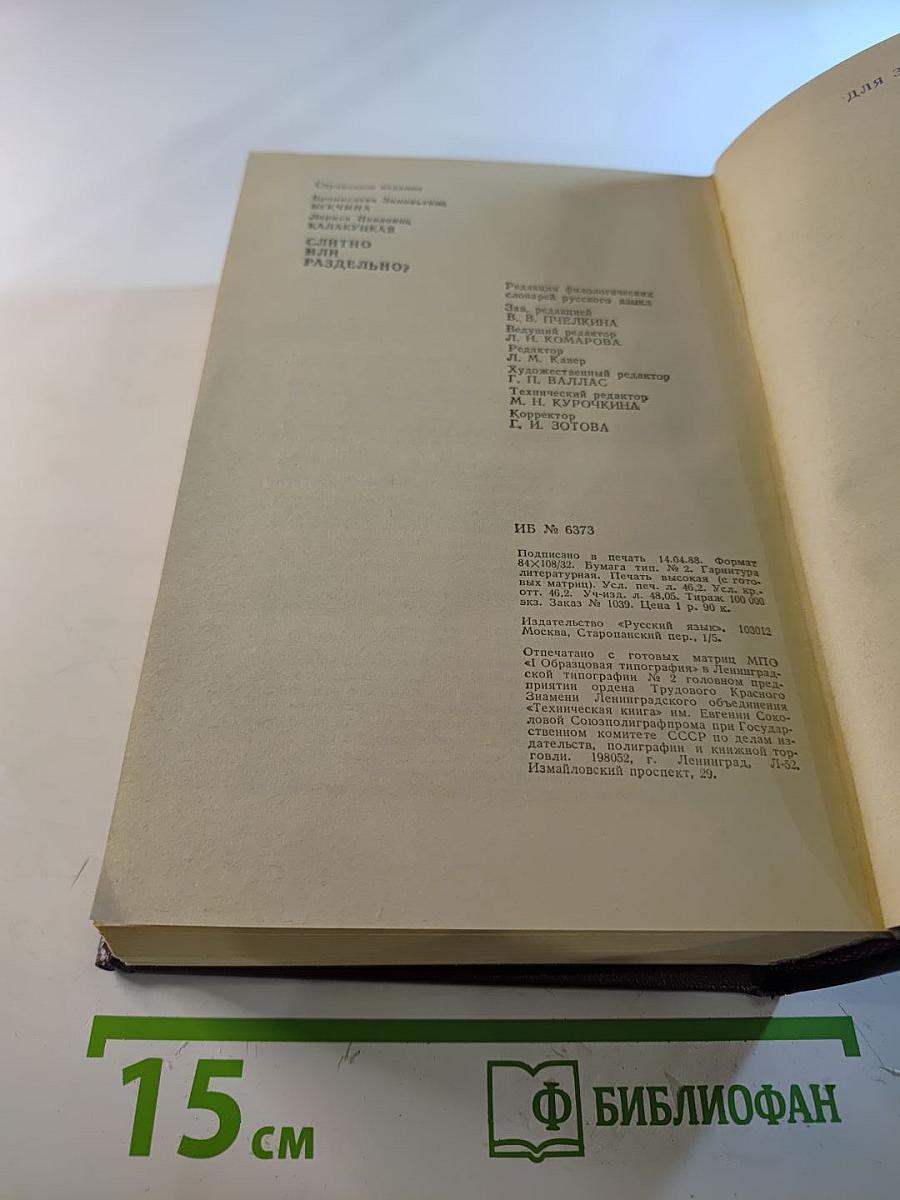 Справочное издание
Бронислава Зиновьевна
БУКЧИНА
Лариса Павловна
КАЛАКУЦКАЯ
СЛИТНО
ИЛИ
РАЗДЕЛЬНО?
Редакция филологических
словарей русского языка
Зав. редакцией
В. В. ПЧЕЛКИНА
Ведущий редактор
Л. Н. КОМАРОВА
Редактор
Л. М. Кавер
Художественный редактор
Г. П. ВАЛЛАС
Технический редактор
М. Н. КУРОЧКИНА
Корректор
Г. И. ЗОТОВА
ИБ № 6373
Подписано в печать 14.04.88. Формат
84×108/32. Бумага тип. № 2. Гарнитура
литературная. Печать высокая (с гото-
вых матриц). Усл. печ. л. 46,2. Усл. кр.-
отт. 46,2. Уч-изд. л. 48,05. Тираж 100 000
экз. Заказ № 1039. Цена 1 р. 90 к.
Издательство «Русский язык». 103012
Москва, Старопанский пер., 1/5.
Отпечатано с готовых матриц МПО
«I Образцовая типография» в Ленинград-
ской типографии № 2 головном пред-
приятии ордена Трудового Красного
Знамени Ленинградского объединения
«Техническая книга» им. Евгении Соко-
ловой Союзполиграфпрома при Государ-
ственном комитете СССР по делам из-
дательств, полиграфии и книжной тор-
говли. 198052, г. Ленинград, Л-52.
Измайловский проспект, 29.
ДЛЯ
15 см
Ф БИБЛИОФАН